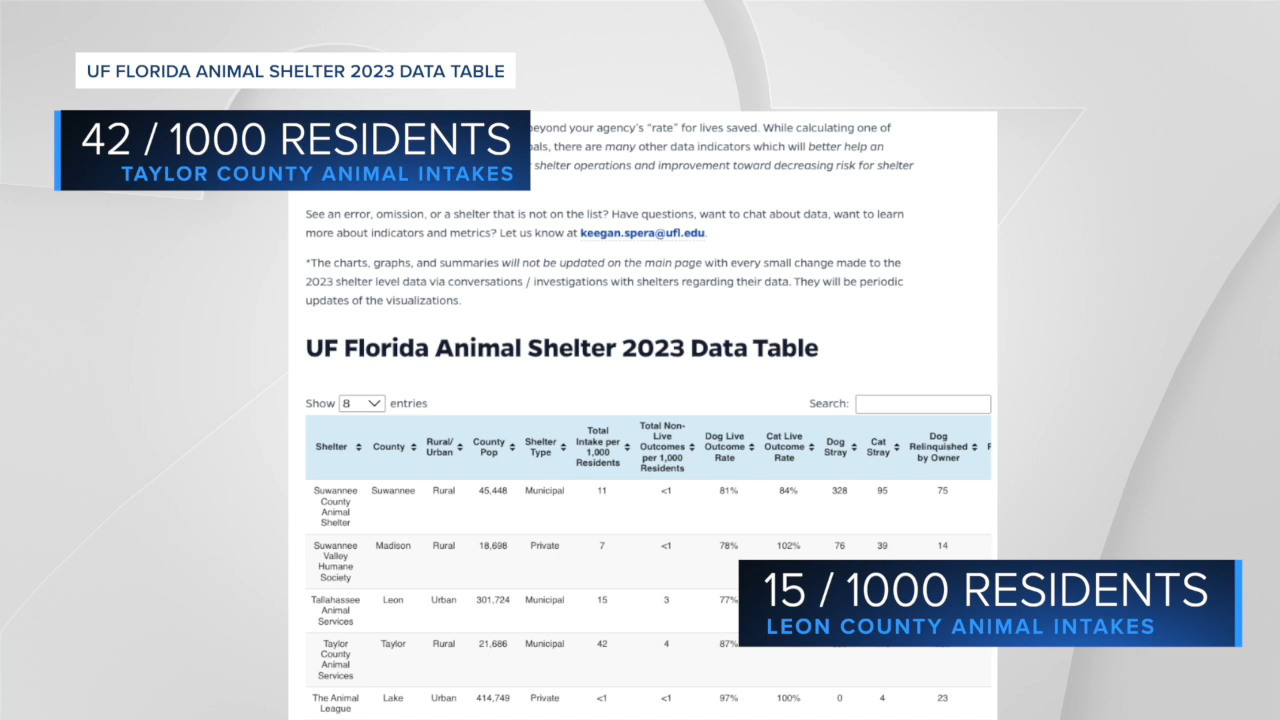 UF FLORIDA ANIMAL SHELTER 2023 DATA TABLE
42 / 1000 RESIDENTS
TAYLOR COUNTY ANIMAL INTAKES
beyond your agency's "rate" for lives saved. While calculating one of
there are many other data indicators which will better help an
shelter operations and improvement toward decreasing risk for shelter
See an error, omission, or a shelter that is not on the list? Have questions, want to chat about data, want to learn
more about indicators and metrics? Let us know at keegan.spera@ufl.edu.
*The charts, graphs, and summaries will not be updated on the main page with every small change made to the
2023 shelter level data via conversations / investigations with shelters regarding their data. They will be periodic
updates of the visualizations.
UF Florida Animal Shelter 2023 Data Table
Show 8 entries Search:
Shelter County Rural/ Urban County Pop Shelter Type Total Intake per 1,000 Residents Total Non-Live Outcomes per 1,000 Residents Dog Live Outcome Rate Cat Live Outcome Rate Dog Stray Cat Stray Dog Relinquished by Owner
Suwannee County Animal Shelter Suwannee Rural 45,448 Municipal 11 <1 81% 84% 328 95 75
Suwannee Valley Humane Society Madison Rural 18,698 Private 7 <1 78% 102% 76 39 14
Tallahassee Animal Services Leon Urban 301,724 Municipal 15 3 77%
Taylor County Animal Services Taylor Rural 21,686 Municipal 42 4 87%
The Animal League Lake Urban 414,749 Private <1 <1 97% 100% 0 4 23
15 / 1000 RESIDENTS
LEON COUNTY ANIMAL INTAKES